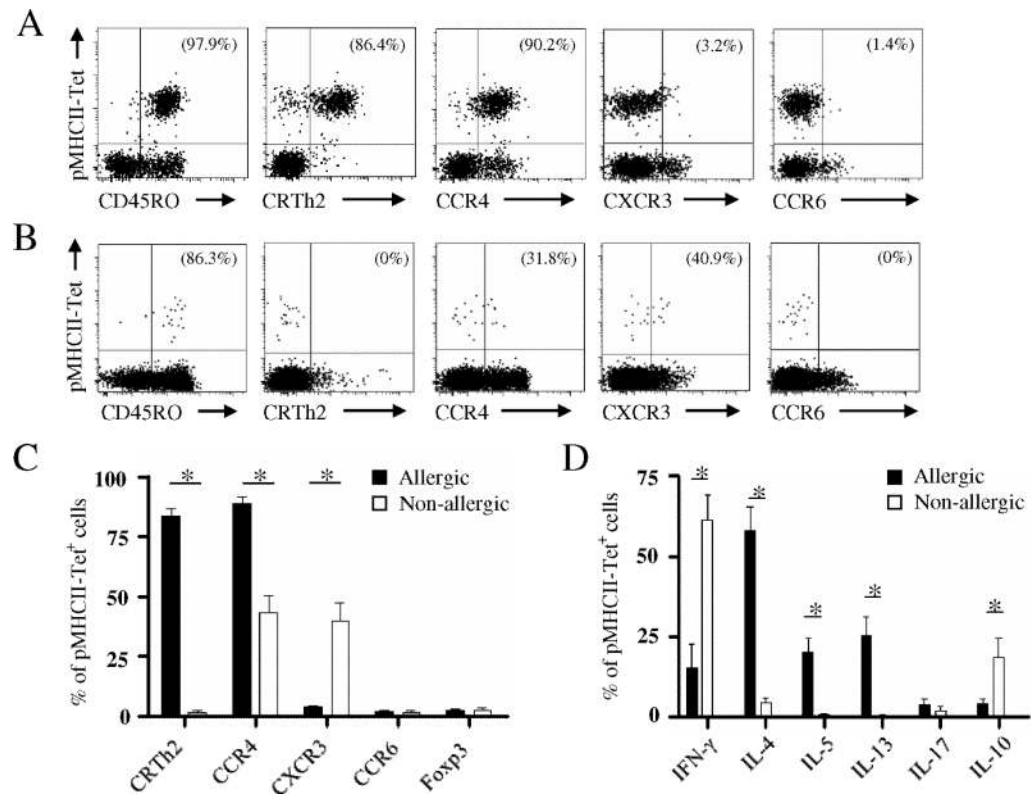 A
(97.9%) (86.4%) (90.2%) (3.2%) (1.4%)
pMHCII-Tet
CD45RO CRTh2 CCR4 CXCR3 CCR6
B
(86.3%) (0%) (31.8%) (40.9%) (0%)
pMHCII-Tet
CD45RO CRTh2 CCR4 CXCR3 CCR6
C
Allergic
Non-allergic
* * *
100
75
50
25
0
% of pMHCII-Tet⁺ cells
CRTh2 CCR4 CXCR3 CCR6 Foxp3
D
Allergic
Non-allergic
* * * * *
75
50
25
0
% of pMHCII-Tet⁺ cells
IFN-γ IL-4 IL-5 IL-13 IL-17 IL-10